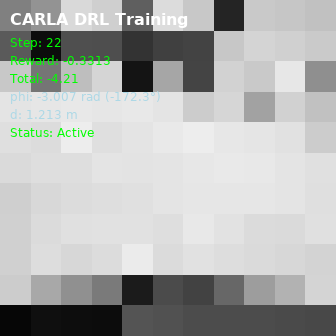 CARLA DRL Training
Step: 22
Reward: -0.3313
Total: -4.21
phi: -3.007 rad (-172.3°)
d: 1.213 m
Status: Active